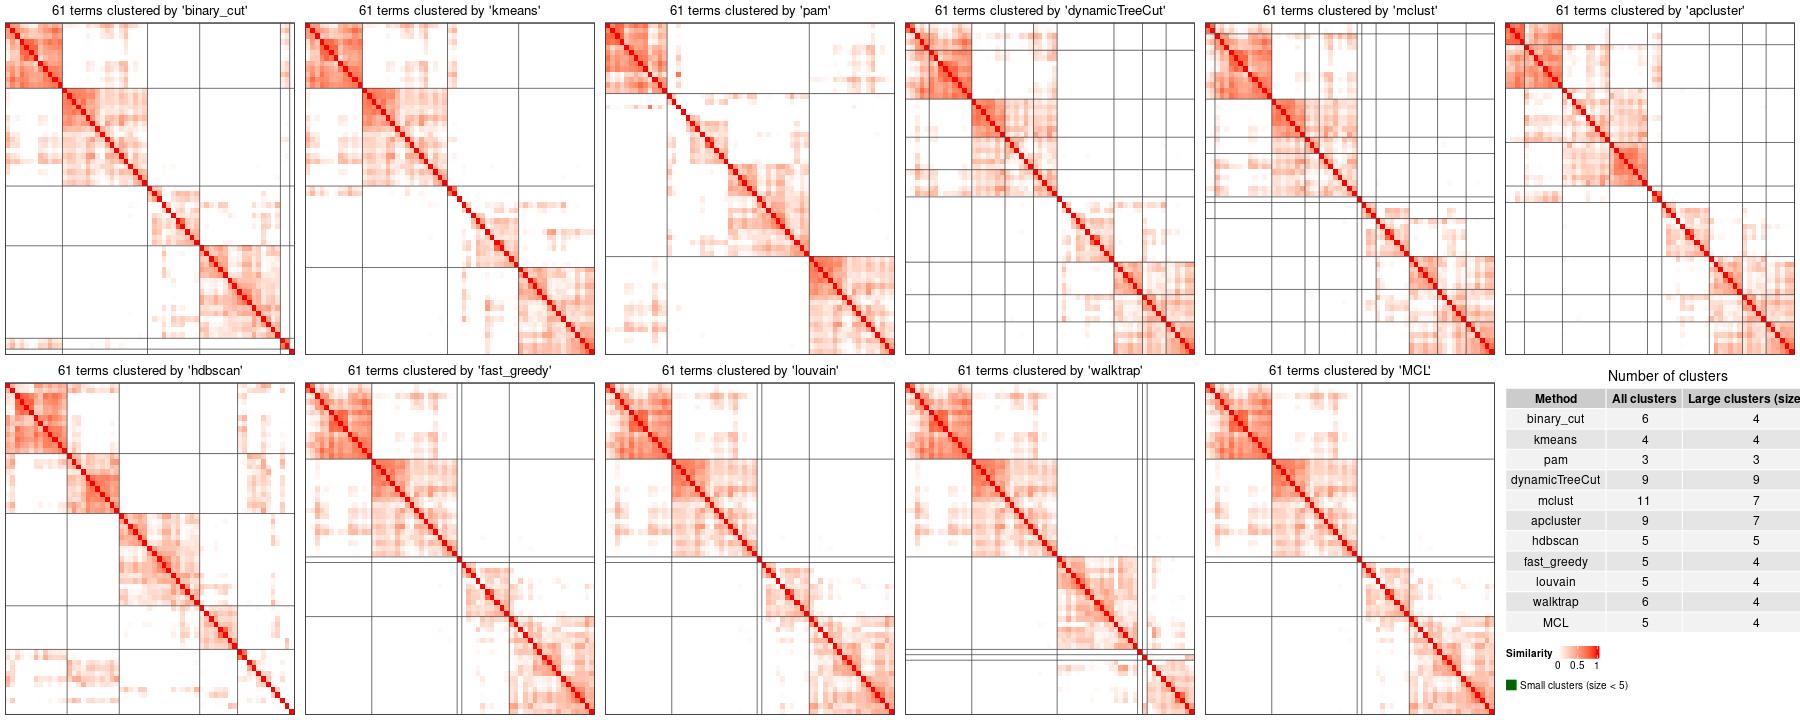 61 terms clustered by 'binary_cut'
61 terms clustered by 'kmeans'
61 terms clustered by 'pam'
61 terms clustered by 'dynamicTreeCut'
61 terms clustered by 'mclust'
61 terms clustered by 'apcluster'
61 terms clustered by 'hdbscan'
61 terms clustered by 'fast_greedy'
61 terms clustered by 'louvain'
61 terms clustered by 'walktrap'
61 terms clustered by 'MCL'
Number of clusters
Method All clusters Large clusters (size
binary_cut 6 4
kmeans 4 4
pam 3 3
dynamicTreeCut 9 9
mclust 11 7
apcluster 9 7
hdbscan 5 5
fast_greedy 5 4
louvain 5 4
walktrap 6 4
MCL 5 4
Similarity
0 0.5 1
Small clusters (size < 5)